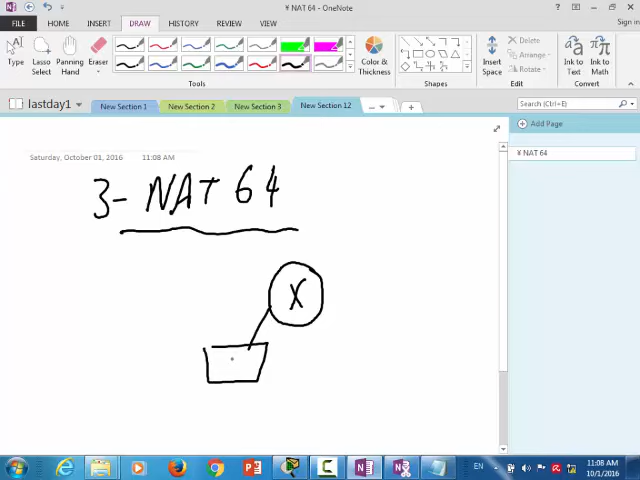 ¥ NAT 64 - OneNote
FILE HOME INSERT DRAW HISTORY REVIEW VIEW Sign in
Type Lasso Select Panning Hand Eraser Color & Thickness Insert Space Delete Arrange Rotate Ink to Text Ink to Math
Tools Shapes Edit Convert
lastday1 New Section 1 New Section 2 New Section 3 New Section 12 Search (Ctrl+E)
Add Page
¥ NAT 64
Saturday, October 01, 2016 11:08 AM
3- NAT 64
X
EN 11:08 AM
10/1/2016